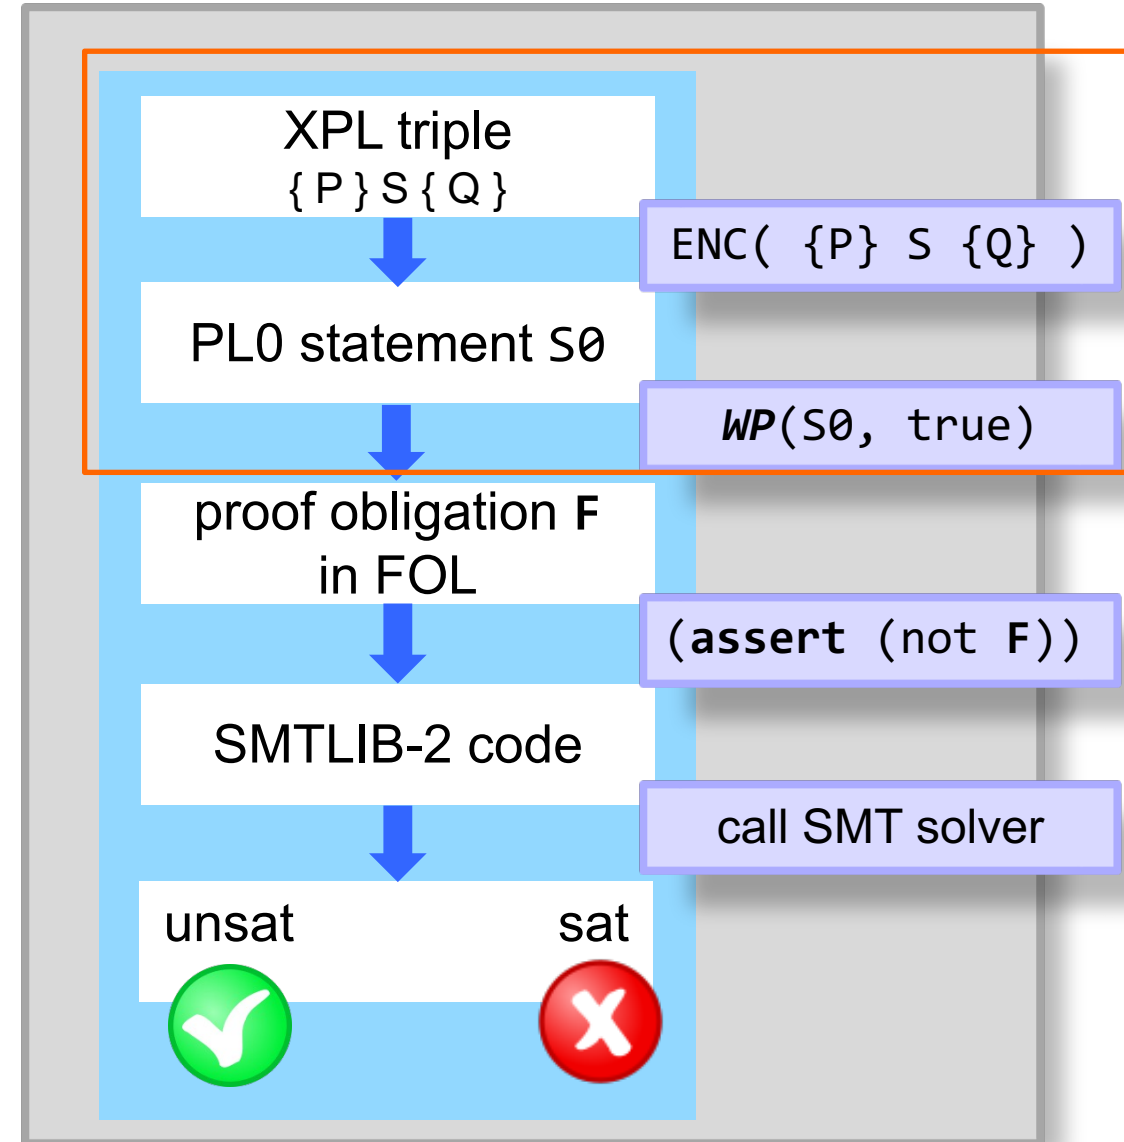 XPL triple
{ P } S { Q }
ENC( {P} S {Q} )
PL0 statement S0
WP(S0, true)
proof obligation F
in FOL
(assert (not F))
SMTLIB-2 code
call SMT solver
unsat
sat